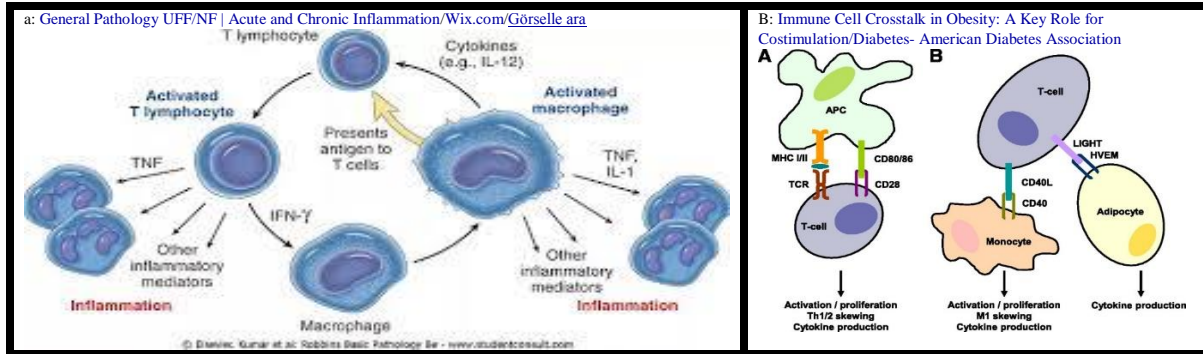 a: General Pathology UFF/NF | Acute and Chronic Inflammation/Wix.com/Görselle ara
T lymphocyte
Cytokines
(e.g., IL-12)
Activated
T lymphocyte
Activated
macrophage
Presents
antigen to
T cells
TNF
TNF,
IL-1
IFN-γ
Other
inflammatory
mediators
Inflammation
Other
inflammatory
mediators
Inflammation
Macrophage
© Elsevier. Kumar et al: Robbins Basic Pathology 8e - www.studentconsult.com
B: Immune Cell Crosstalk in Obesity: A Key Role for
Costimulation/Diabetes- American Diabetes Association
A
APC
MHC I/II
CD80/86
TCR
CD28
T-cell
Activation / proliferation
Th1/2 skewing
Cytokine production
B
T-cell
LIGHT
HVEM
CD40L
CD40
Adipocyte
Monocyte
Activation / proliferation
M1 skewing
Cytokine production
Cytokine production